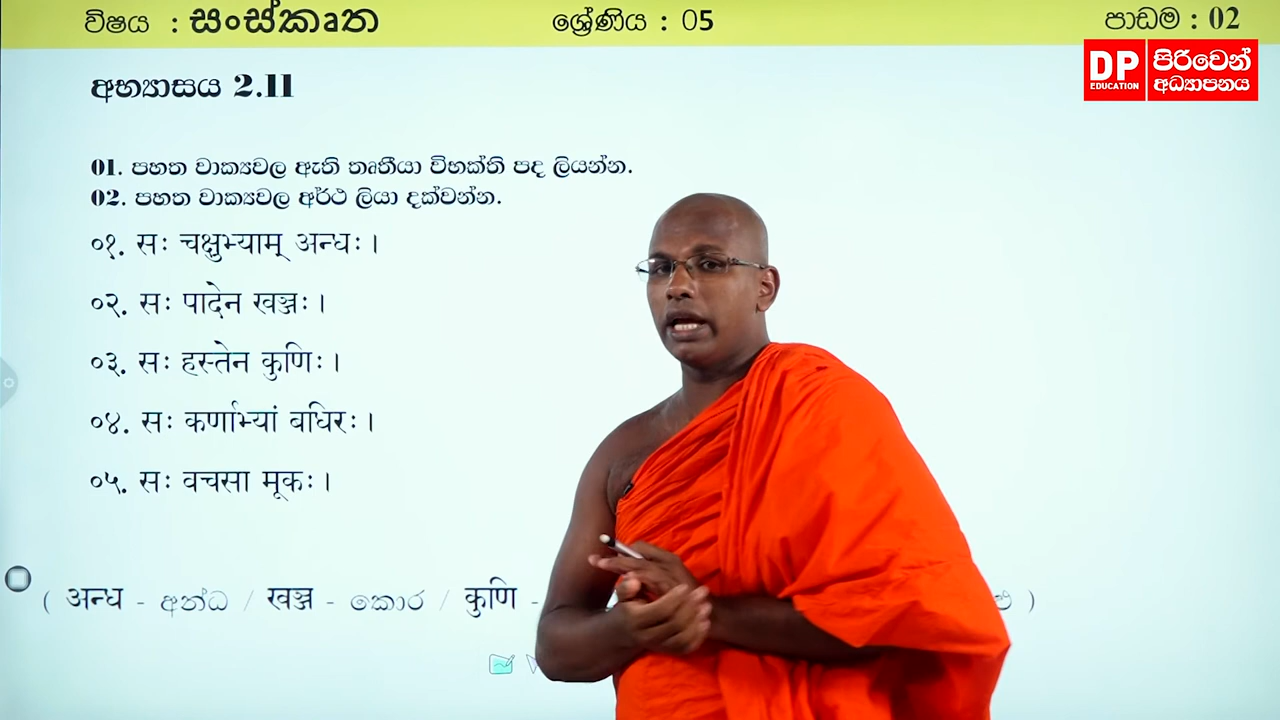 විෂය : සංස්කෘත ශ්‍රේණිය : 05 පාඩම : 02
DP EDUCATION පිරිවෙන් අධ්‍යාපනය
අභ්‍යාසය 2.11
01. පහත වාක්‍යවල ඇති තෘතීයා විභක්ති පද ලියන්න.
02. පහත වාක්‍යවල අර්ථ ලියා දක්වන්න.
०१. सः चक्षुभ्याम् अन्धः।
०२. सः पादेन खञ्जः।
०३. सः हस्तेन कुणिः।
०४. सः कर्णाभ्यां वधिरः।
०५. सः वचसा मूकः।
( अन्ध - අන්ධ / खञ्ज - කොර / कुणि - )